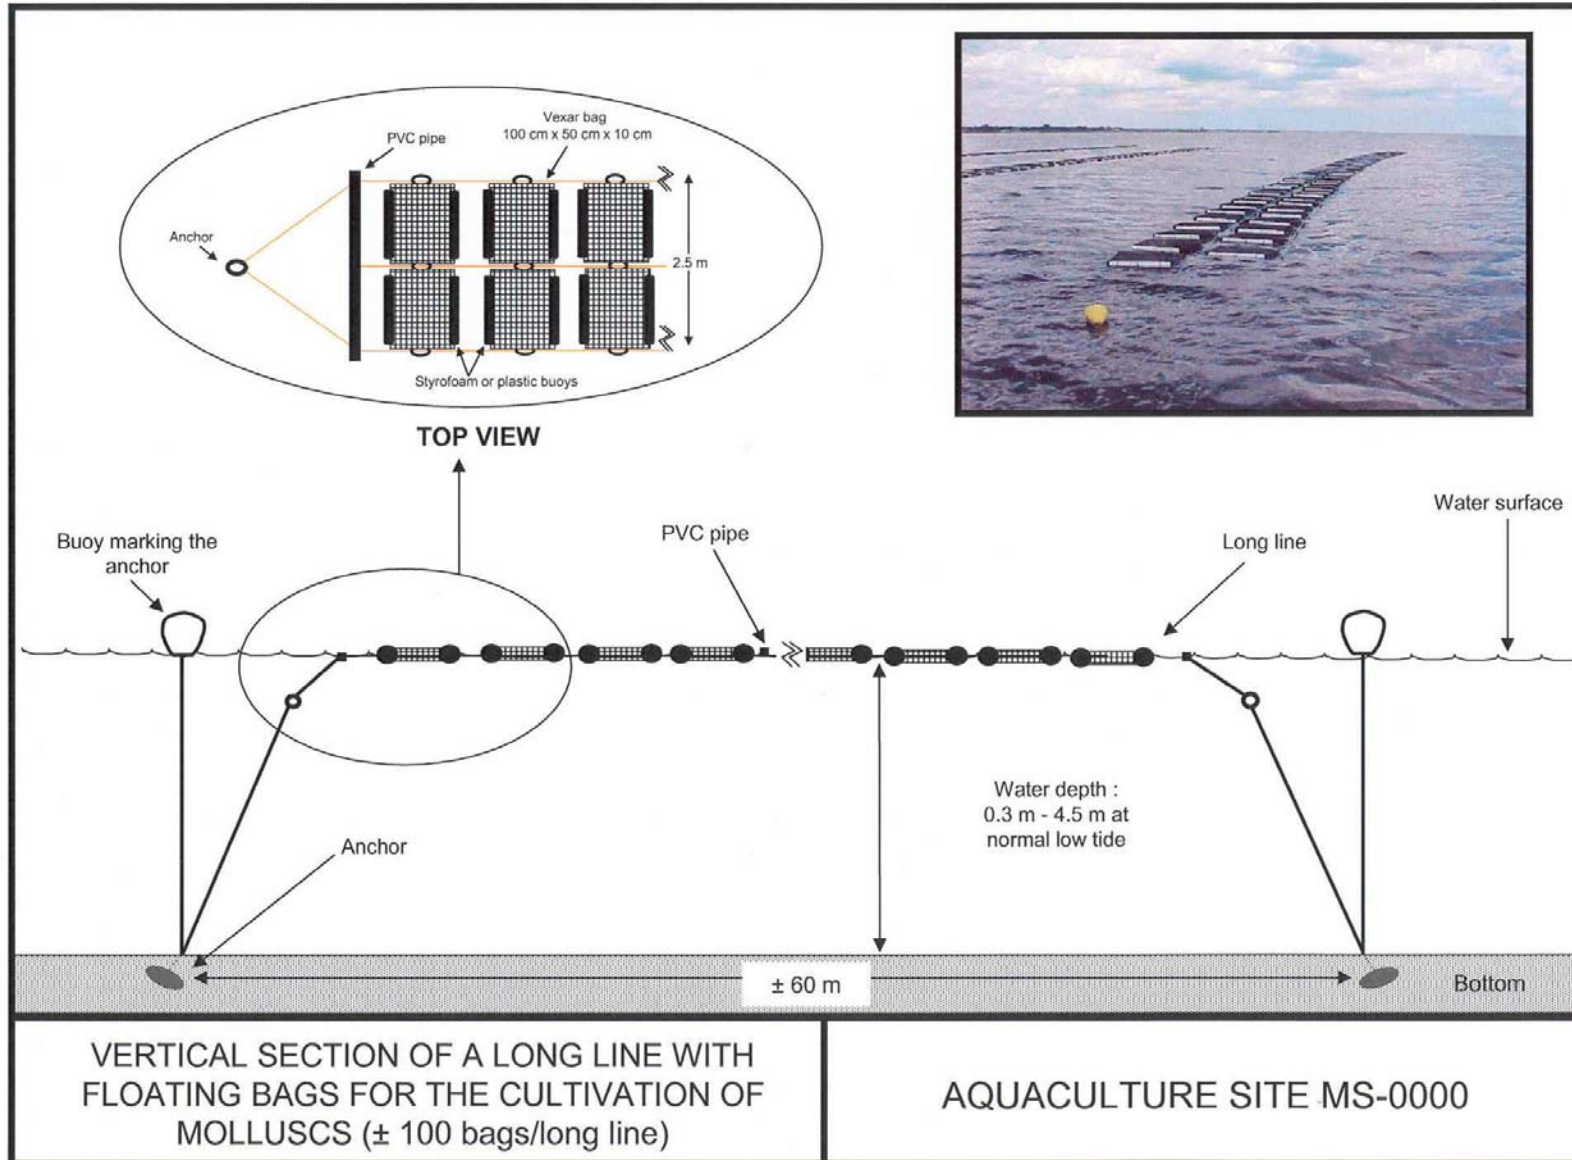 Vexar bag
100 cm x 50 cm x 10 cm
PVC pipe
Anchor
2.5 m
Styrofoam or plastic buoys
TOP VIEW
Buoy marking the
anchor
PVC pipe
Long line
Water surface
Water depth :
0.3 m - 4.5 m at
normal low tide
Anchor
± 60 m
Bottom
VERTICAL SECTION OF A LONG LINE WITH
FLOATING BAGS FOR THE CULTIVATION OF
MOLLUSCS (± 100 bags/long line)
AQUACULTURE SITE MS-0000